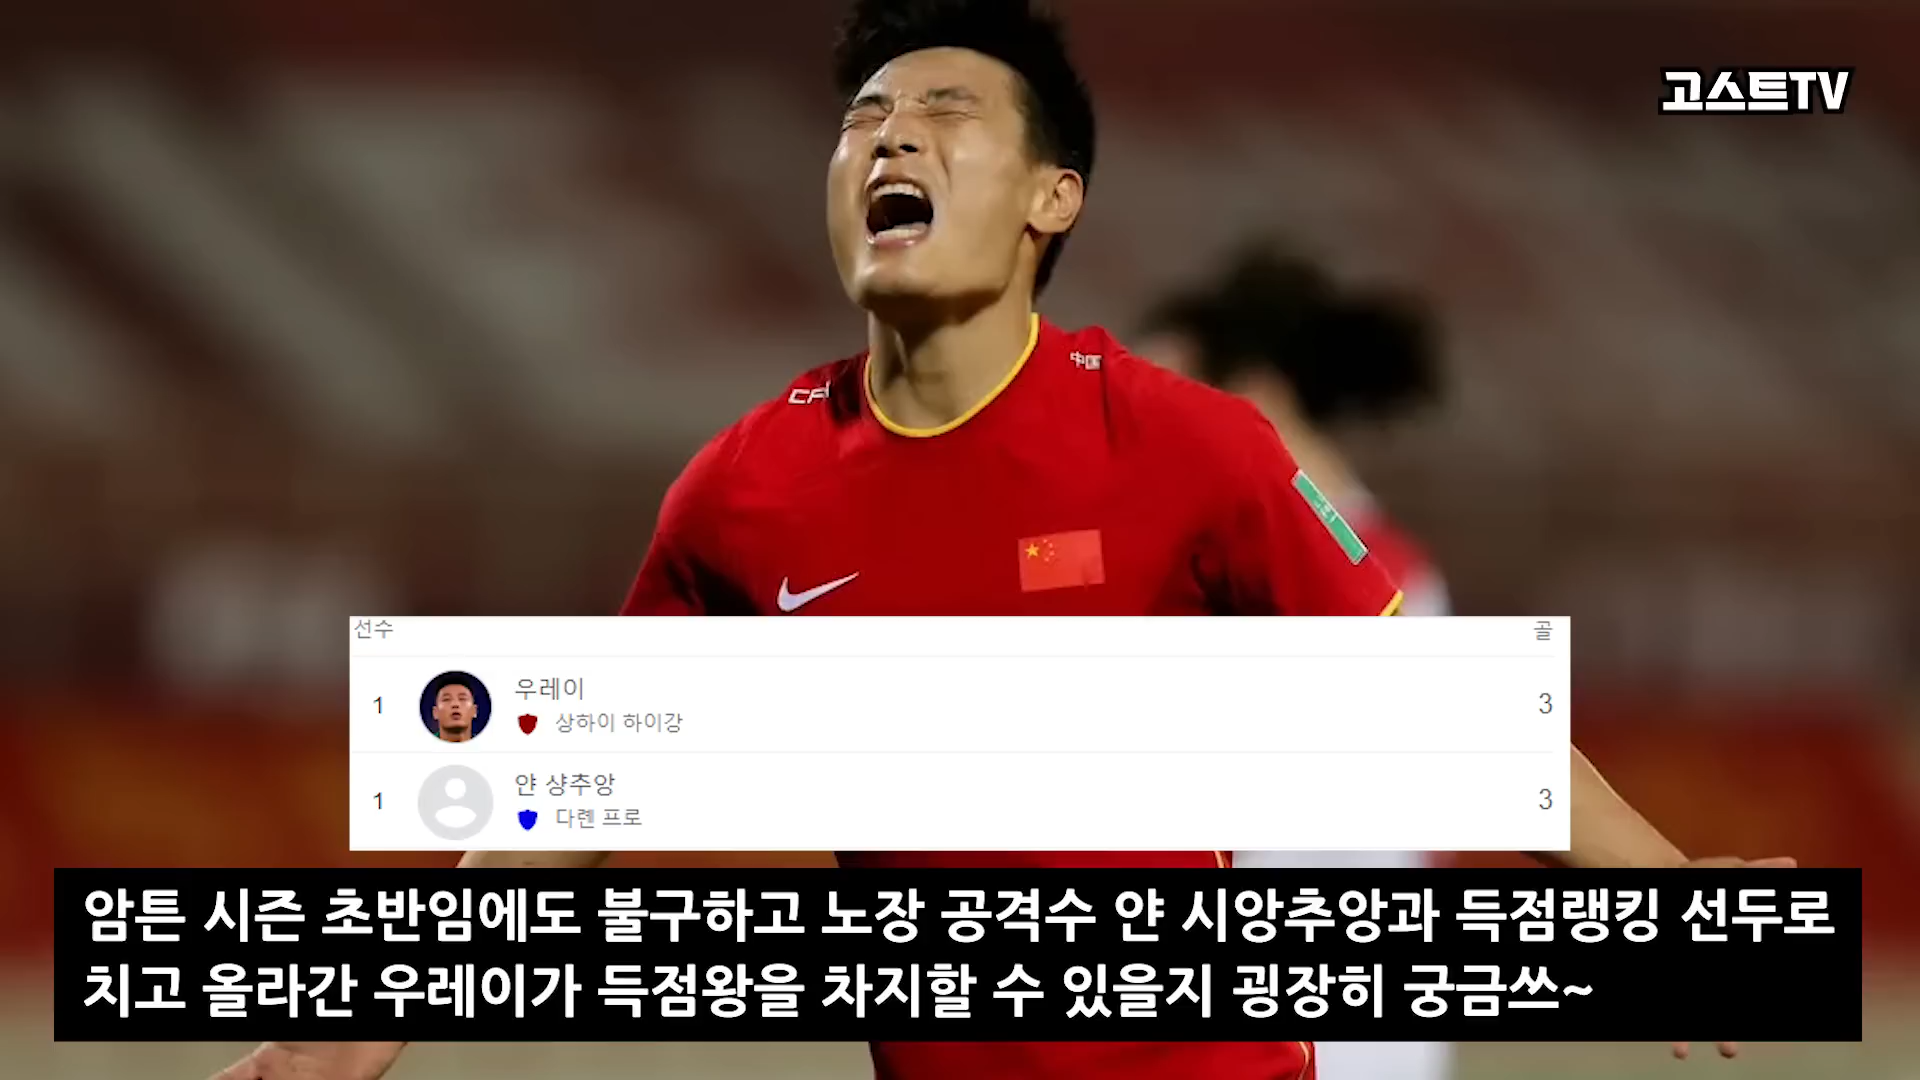 고스트TV
中国
선수 골
1 우레이 3
상하이 하이강
1 얀 샹추앙 3
다롄 프로
암튼 시즌 초반임에도 불구하고 노장 공격수 얀 시앙추앙과 득점랭킹 선두로
치고 올라간 우레이가 득점왕을 차지할 수 있을지 굉장히 궁금쓰~